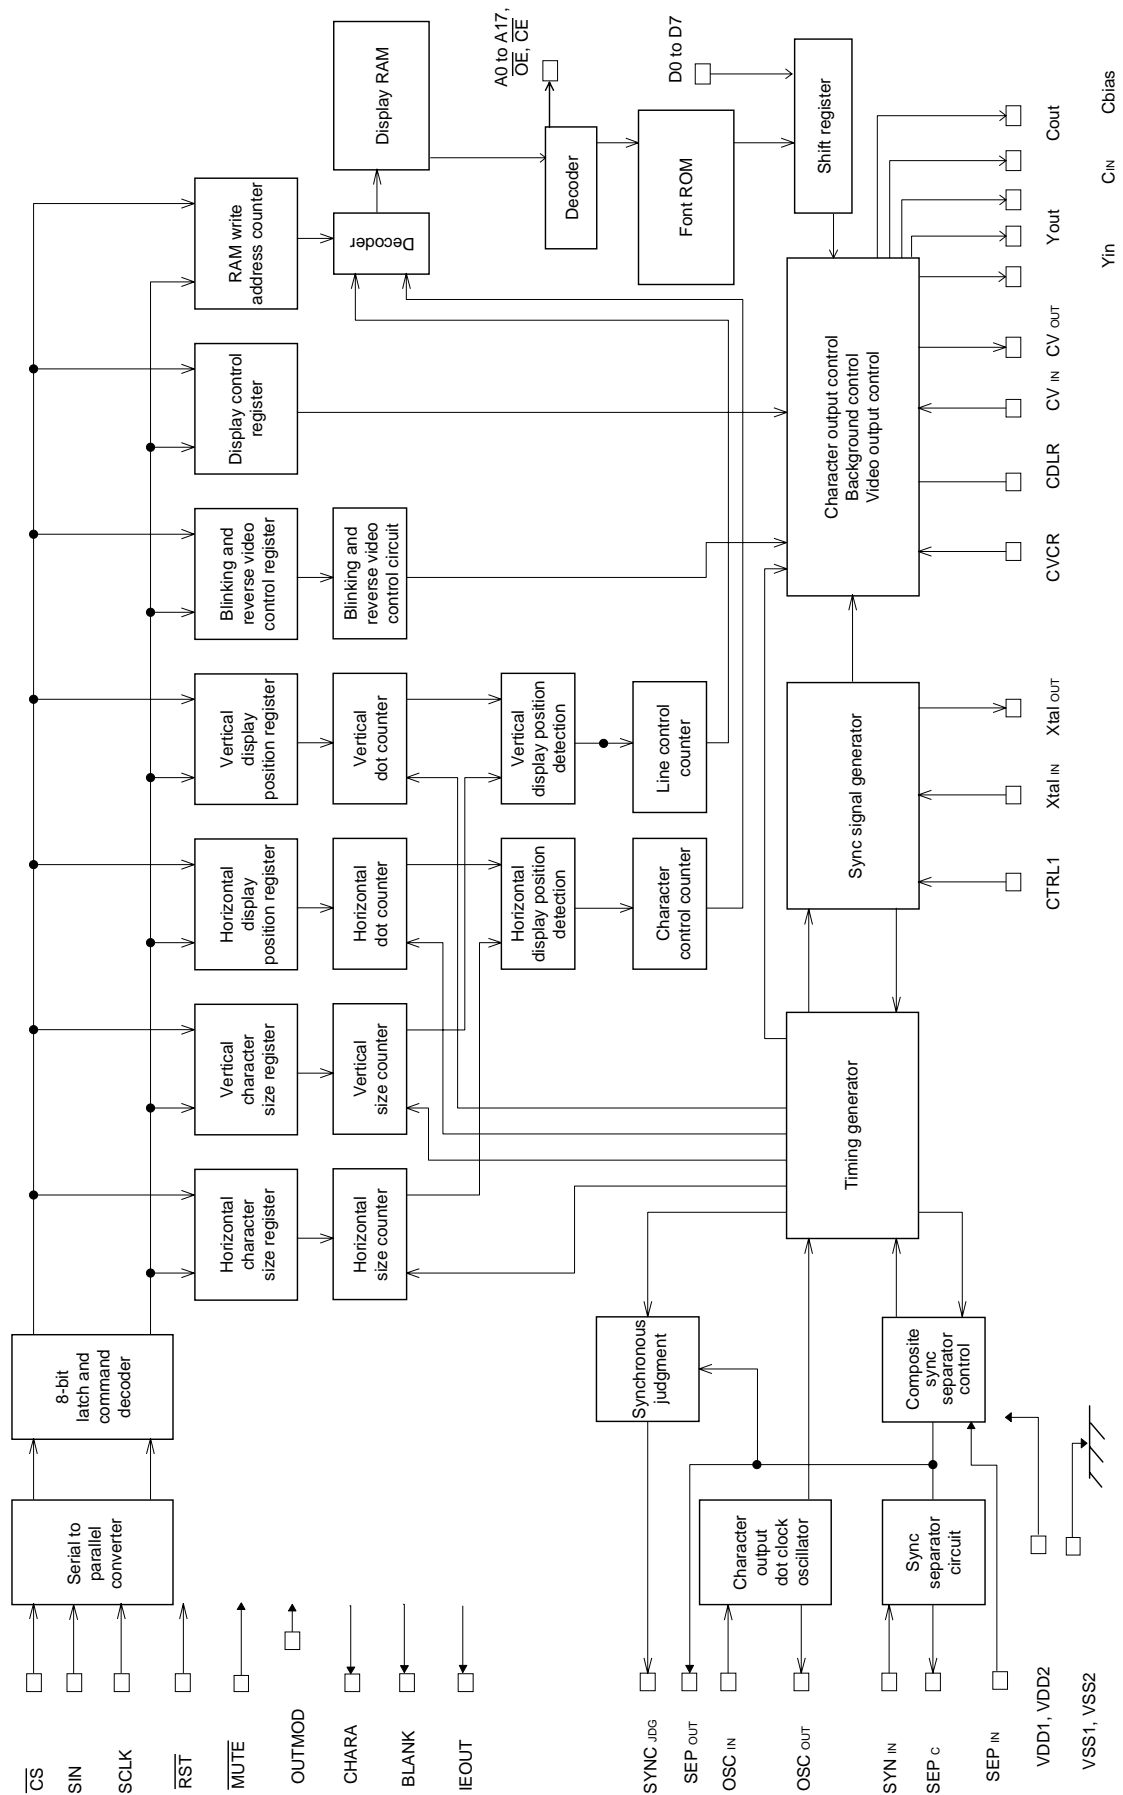 CS
SIN
SCLK
RST
MUTE
OUTMOD
CHARA
BLANK
IEOUT
SYNC JDG
SEP OUT
OSC IN
OSC OUT
SYN IN
SEP C
SEP IN
VDD1, VDD2
VSS1, VSS2
Serial to
parallel
converter
8-bit
latch and
command
decoder
Horizontal
character
size register
Vertical
character
size register
Horizontal
display
position register
Vertical
display
position register
Blinking and
reverse video
control register
Display control
register
RAM write
address counter
Horizontal
size counter
Vertical
size counter
Horizontal
dot counter
Vertical
dot counter
Blinking and
reverse video
control circuit
Decoder
Display RAM
Horizontal
display position
detection
Vertical
display position
detection
A0 to A17,
OE, CE
Decoder
Character
control counter
Line control
counter
Font ROM
D0 to D7
Synchronous
judgment
Character
output
dot clock
oscillator
Timing generator
Sync signal generator
Character output control
Background control
Video output control
Shift register
Sync
separator
circuit
Composite
sync
separator
control
CTRL1
Xtal IN
Xtal OUT
CVCR
CDLR
CV IN
CV OUT
Yin
Yout
CIN
Cout
Cbias